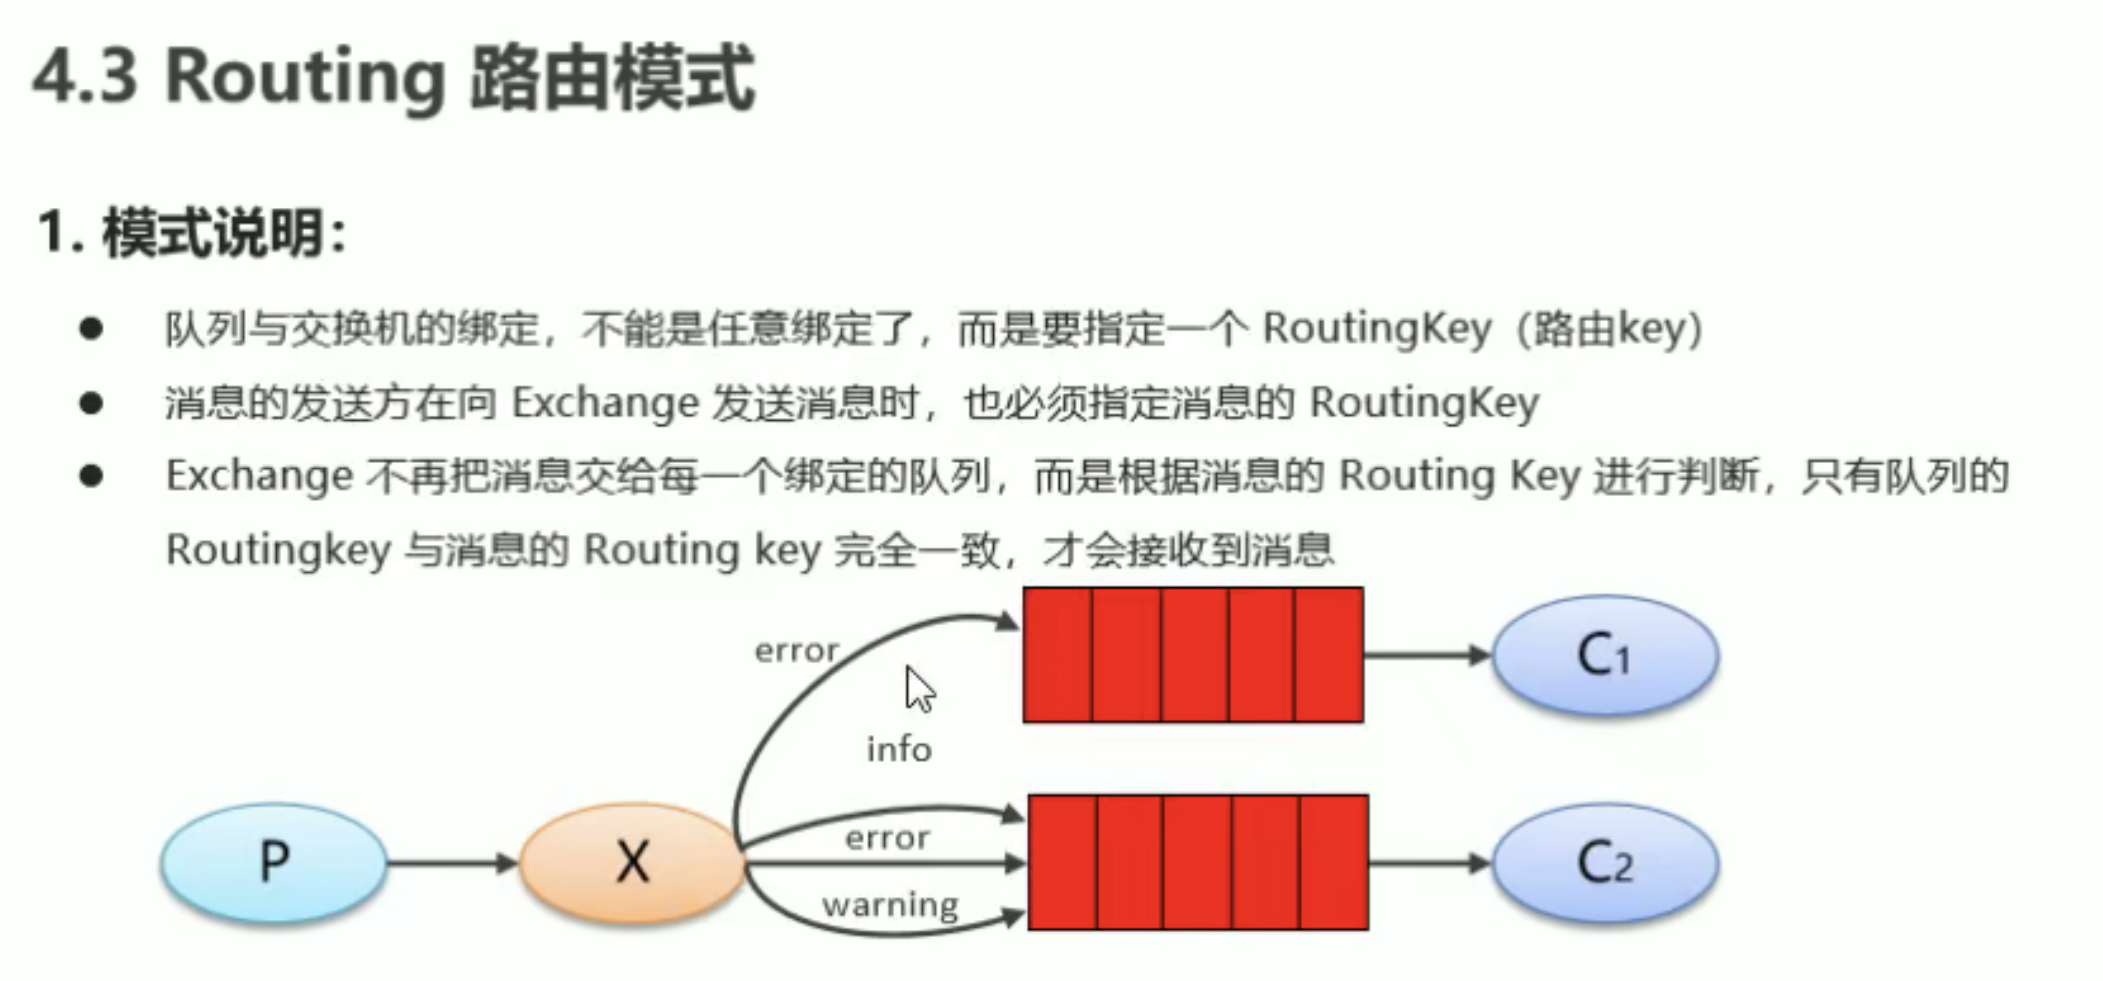 4.3 Routing 路由模式
1. 模式说明：
● 队列与交换机的绑定，不能是任意绑定了，而是要指定一个 RoutingKey（路由key）
● 消息的发送方在向 Exchange 发送消息时，也必须指定消息的 RoutingKey
● Exchange 不再把消息交给每一个绑定的队列，而是根据消息的 Routing Key 进行判断，只有队列的
Routingkey 与消息的 Routing key 完全一致，才会接收到消息
error
C1
info
P
X
error
C2
warning